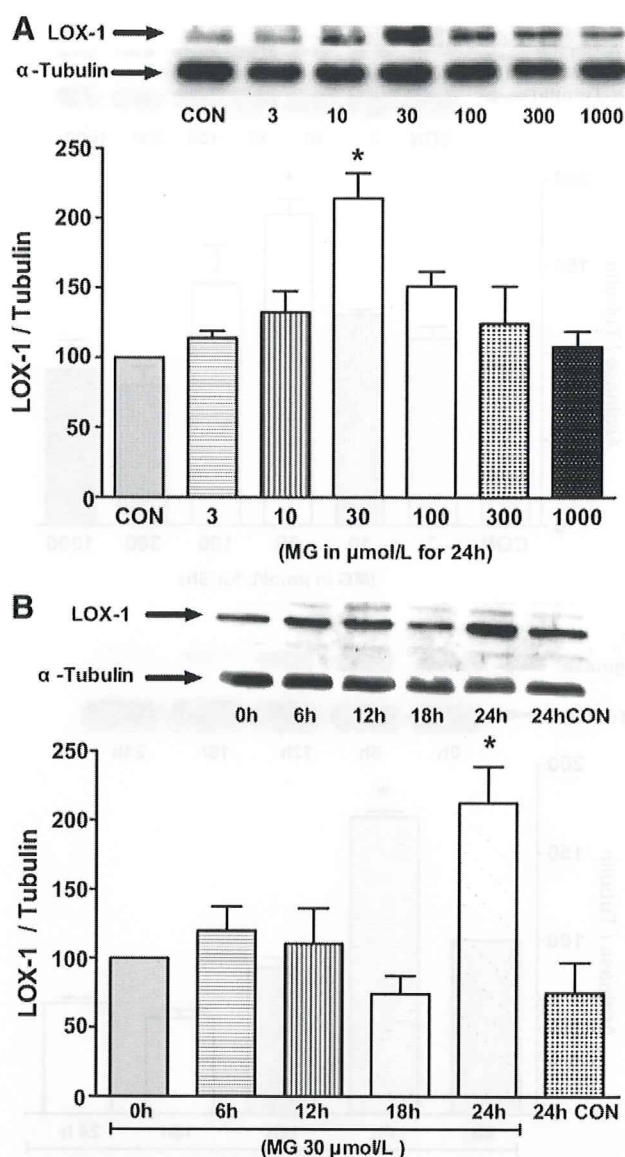 A
LOX-1
α-Tubulin
CON 3 10 30 100 300 1000
LOX-1 / Tubulin
250
200
150
100
50
0
*
CON 3 10 30 100 300 1000
(MG in μmol/L for 24h)
B
LOX-1
α -Tubulin
0h 6h 12h 18h 24h 24hCON
LOX-1 / Tubulin
250
200
150
100
50
0
*
0h 6h 12h 18h 24h 24h CON
(MG 30 μmol/L )